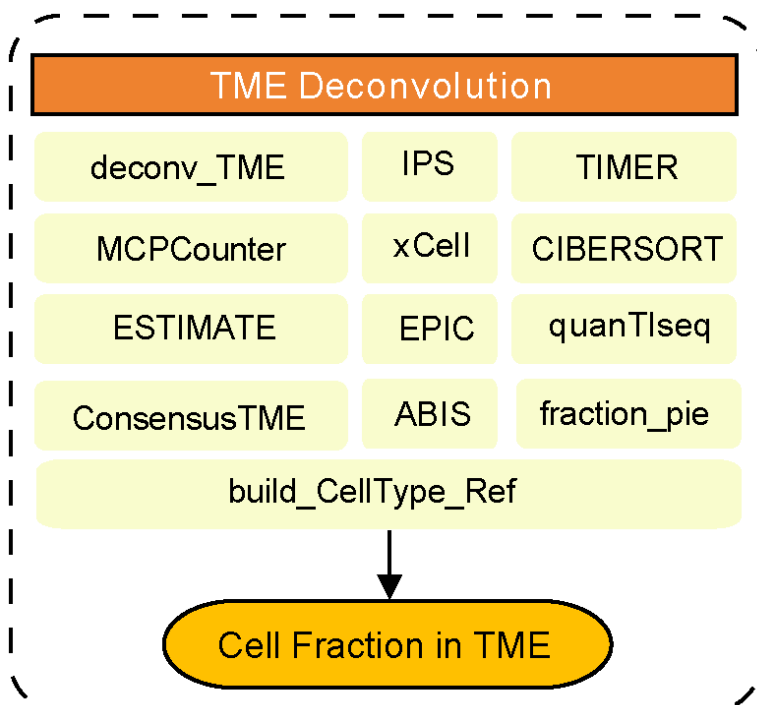 TME Deconvolution
deconv_TME IPS TIMER
MCPCounter xCell CIBERSORT
ESTIMATE EPIC quanTIseq
ConsensusTME ABIS fraction_pie
build_CellType_Ref
Cell Fraction in TME